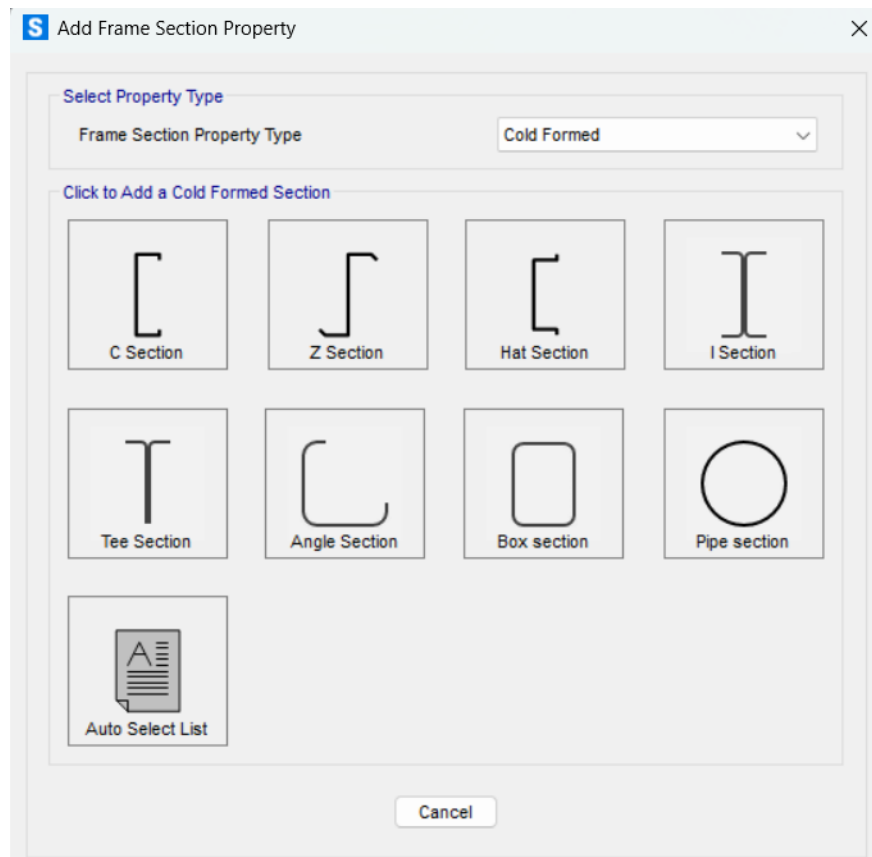 S Add Frame Section Property
Select Property Type
Frame Section Property Type Cold Formed
Click to Add a Cold Formed Section
C Section Z Section Hat Section I Section
Tee Section Angle Section Box section Pipe section
A
Auto Select List
Cancel